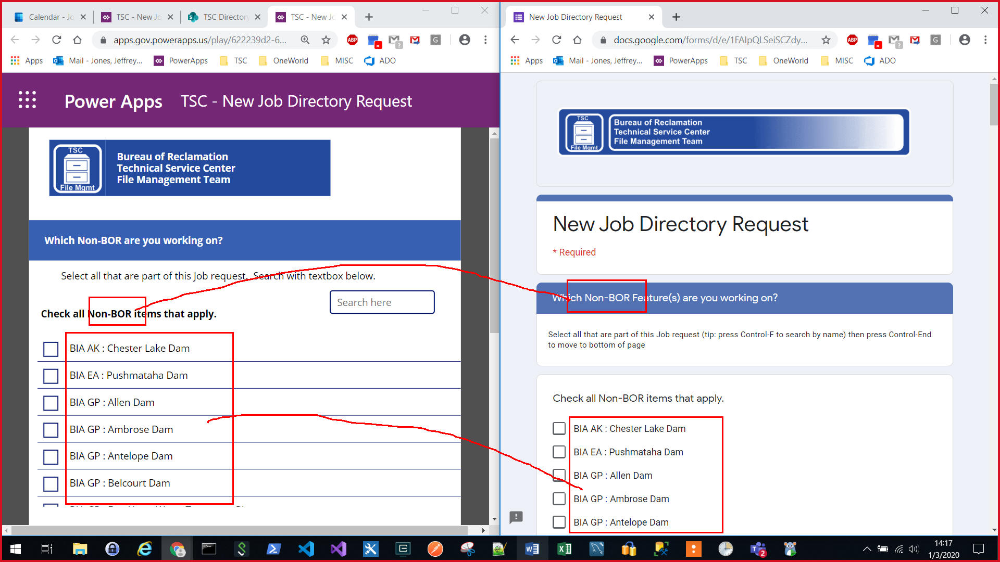 Calendar - Jo
TSC - New Jo
TSC Directory
TSC - New Jo
apps.gov.powerapps.us/play/622239d2-6...
ABP
G
Apps
Mail - Jones, Jeffrey...
PowerApps
TSC
OneWorld
MISC
ADO
Power Apps
TSC - New Job Directory Request
TSC
File Mgmt
Bureau of Reclamation
Technical Service Center
File Management Team
Which Non-BOR are you working on?
Select all that are part of this Job request. Search with textbox below.
Search here
Check all Non-BOR items that apply.
BIA AK : Chester Lake Dam
BIA EA : Pushmataha Dam
BIA GP : Allen Dam
BIA GP : Ambrose Dam
BIA GP : Antelope Dam
BIA GP : Belcourt Dam
New Job Directory Request
docs.google.com/forms/d/e/1FAIpQLSeiSCZdy...
ABP
?
G
Apps
Mail - Jones, Jeffrey...
PowerApps
TSC
OneWorld
MISC
ADO
TSC
File Mgmt
Bureau of Reclamation
Technical Service Center
File Management Team
New Job Directory Request
* Required
Which Non-BOR Feature(s) are you working on?
Select all that are part of this Job request (tip: press Control-F to search by name) then press Control-End
to move to bottom of page
Check all Non-BOR items that apply.
BIA AK : Chester Lake Dam
BIA EA : Pushmataha Dam
BIA GP : Allen Dam
BIA GP : Ambrose Dam
BIA GP : Antelope Dam
2
14:17
1/3/2020